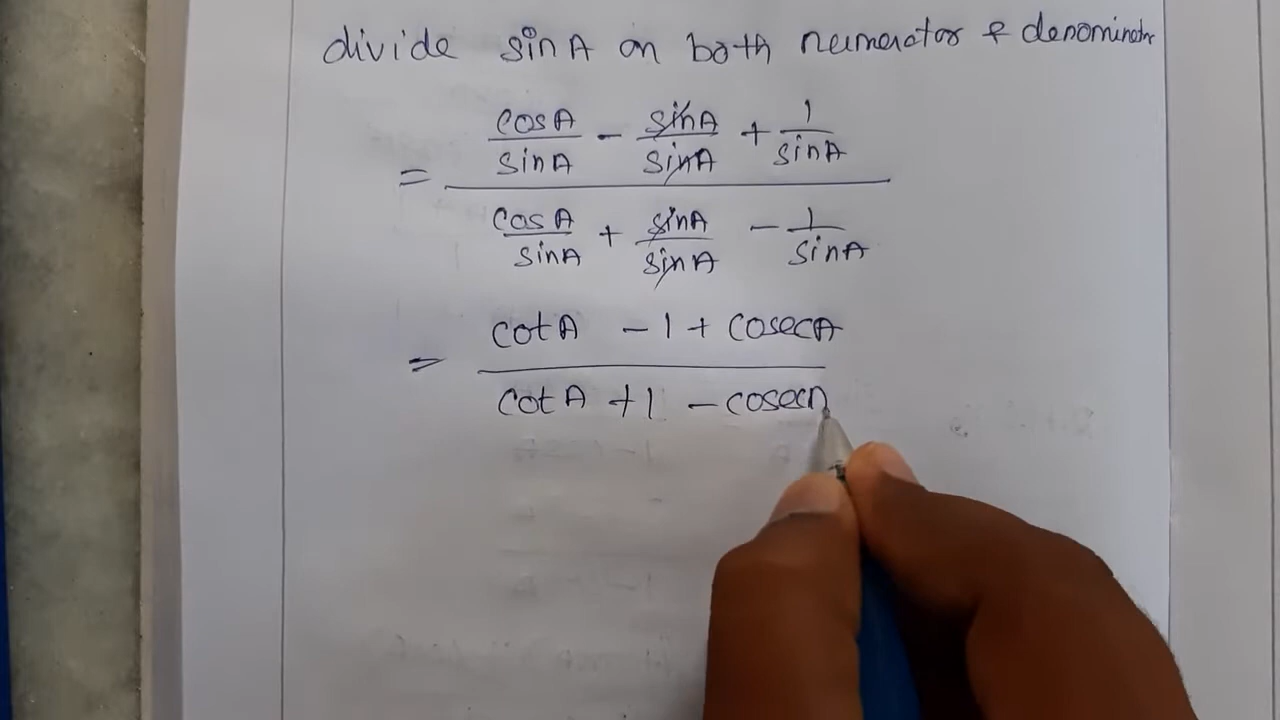 divide sinA on both numerator & denominator
cosA/sinA - sinA/sinA + 1/sinA
=
cosA/sinA + sinA/sinA - 1/sinA
cotA - 1 + cosecA
=
cotA + 1 - cosecA